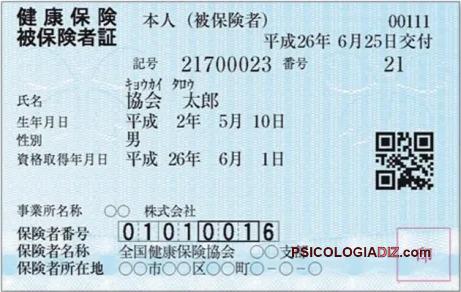 健康保険 本人（被保険者） 00111
被保険者証 平成26年 6月25日交付
記号 21700023 番号 21
ｷｮｳｶｲ ﾀﾛｳ
氏名 協会 太郎
生年月日 平成 2年 5月 10日
性別 男
資格取得年月日 平成 26年 6月 1日
事業所名称 ○○ 株式会社
保険者番号 01010016
保険者名称 全国健康保険協会 ○○支部
保険者所在地 ○○市○○区○○町○-○-○
印
PSICOLOGIADIZ.com